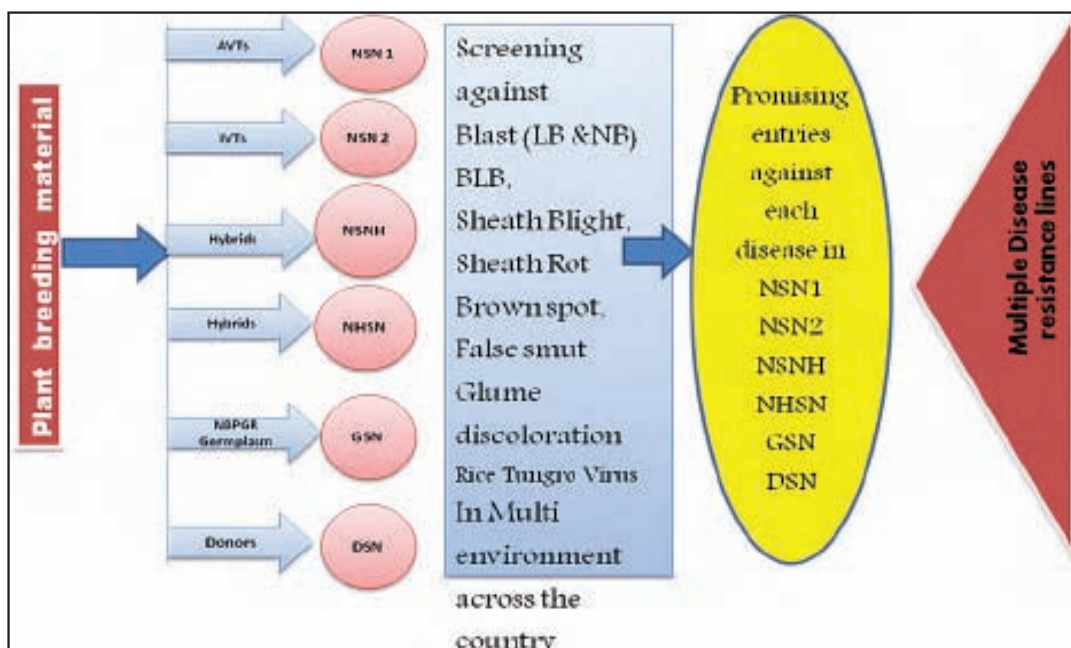 Plant breeding material
AVTs
IVTs
Hybrids
Hybrids
NBPGR
Germplasm
Donors
NSN 1
NSN 2
NSNH
NHSN
GSN
DSN
Screening
against
Blast (LB &NB)
BLB,
Sheath Blight,
Sheath Rot
Brown spot,
False smut
Glume
discoloration
Rice Tungro Virus
In Multi
environment
across the
country
Promising
entries
against
each
disease in
NSN1
NSN2
NSNH
NHSN
GSN
DSN
Multiple Disease
resistance lines